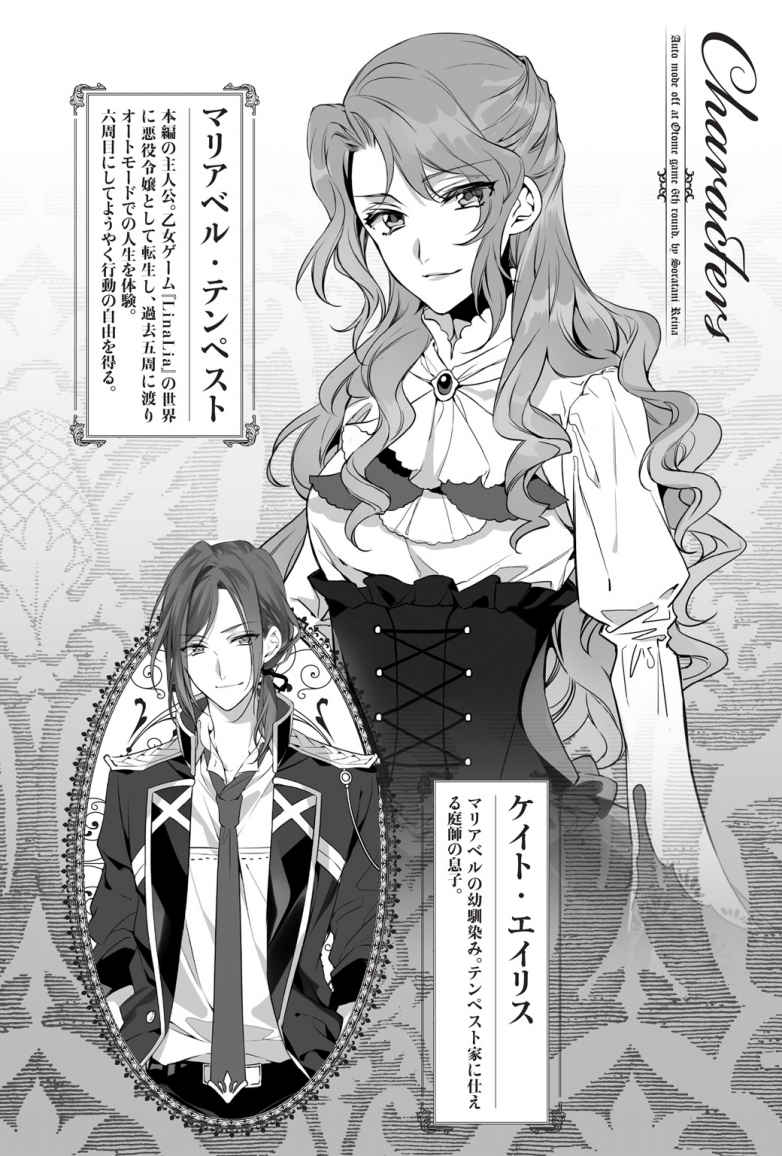 Characters
Auto mode off at Otome game 6th round. by Soratani Reina
マリアベル・テンペスト
本編の主人公。乙女ゲーム『LinaLia』の世界
に悪役令嬢として転生し、過去五周に渡り
オートモードでの人生を体験。
六周目にしてようやく行動の自由を得る。
ケイト・エイリス
マリアベルの幼馴染み。テンペスト家に仕え
る庭師の息子。